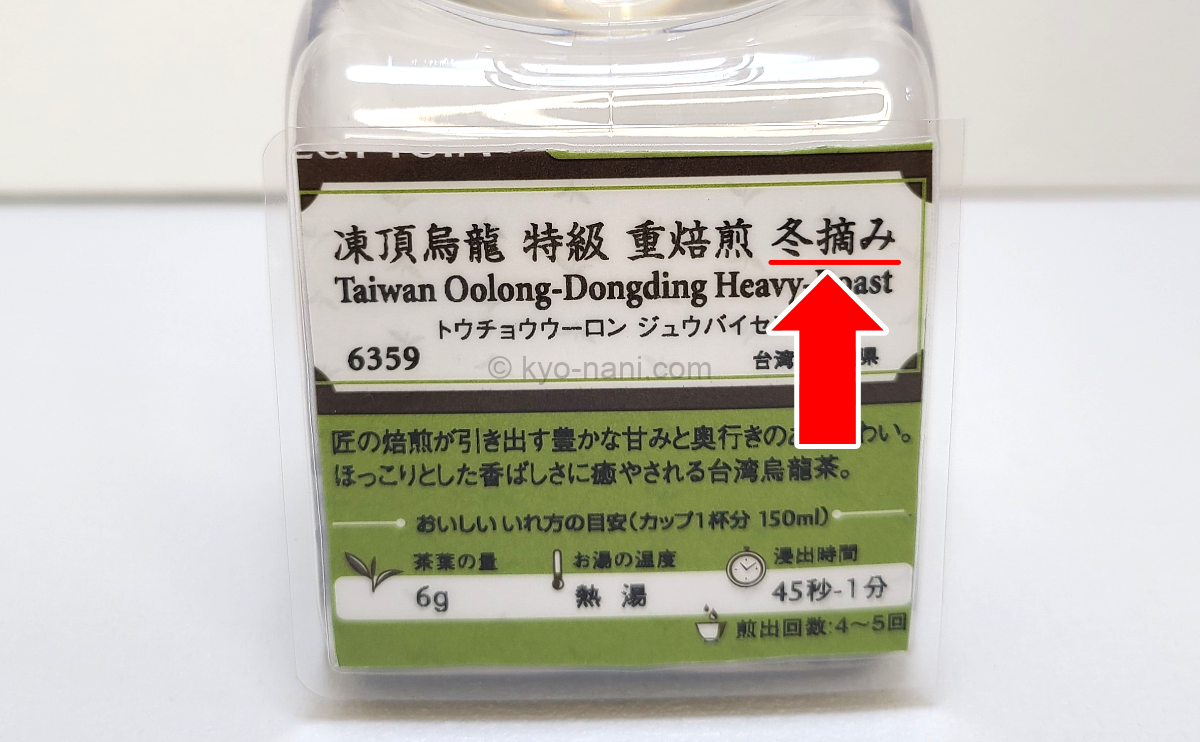 凍頂烏龍 特級 重焙煎 冬摘み
Taiwan Oolong-Dongding Heavy-Roast
トウチョウウーロン ジュウバイセ
6359
台湾 県
© kyo-nani.com
匠の焙煎が引き出す豊かな甘みと奥行きの わい。
ほっこりとした香ばしさに癒やされる台湾烏龍茶。
おいしいいれ方の目安(カップ1杯分 150ml)
茶葉の量
6g
お湯の温度
熱湯
浸出時間
45秒-1分
煎出回数:4〜5回